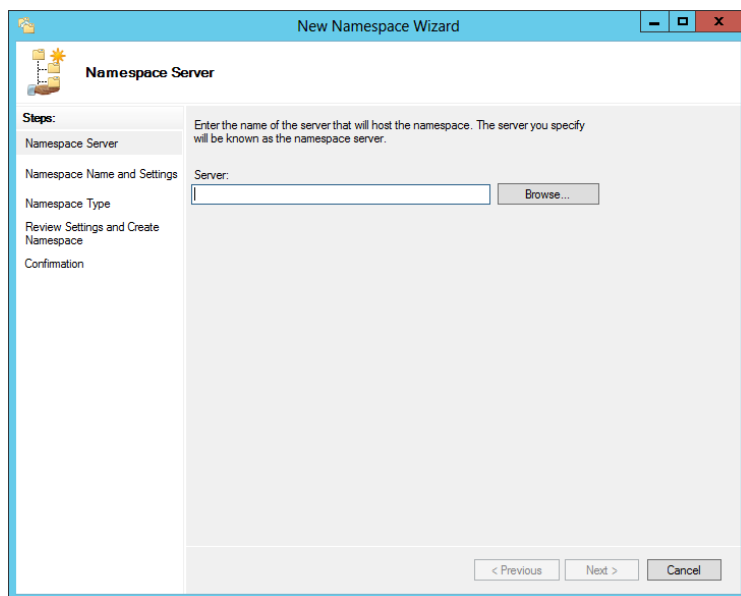 New Namespace Wizard
Namespace Server
Steps:
Namespace Server
Namespace Name and Settings
Namespace Type
Review Settings and Create
Namespace
Confirmation
Enter the name of the server that will host the namespace. The server you specify
will be known as the namespace server.
Server:
Browse...
< Previous
Next >
Cancel